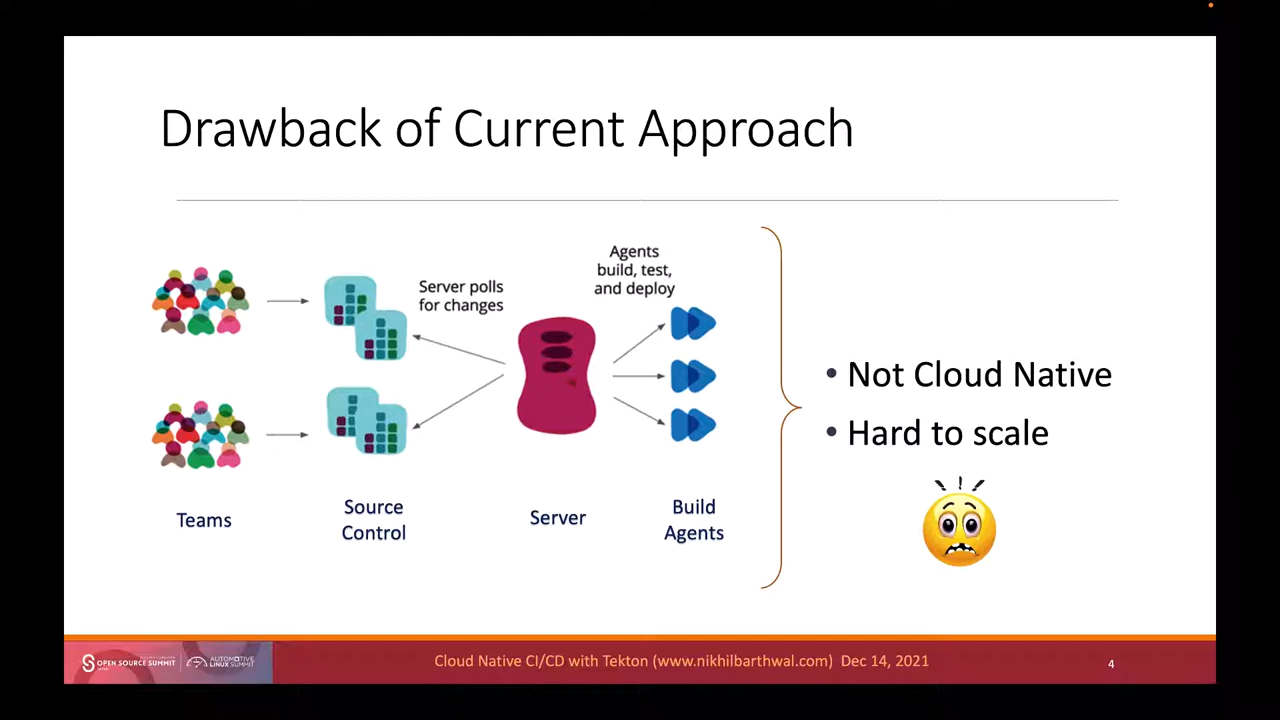 Drawback of Current Approach
Agents
build, test,
and deploy
Server polls
for changes
• Not Cloud Native
• Hard to scale
Teams
Source
Control
Server
Build
Agents
OPEN SOURCE SUMMIT
AUTOMOTIVE
LINUX SUMMIT
Cloud Native CI/CD with Tekton (www.nikhilbarthwal.com) Dec 14, 2021
4